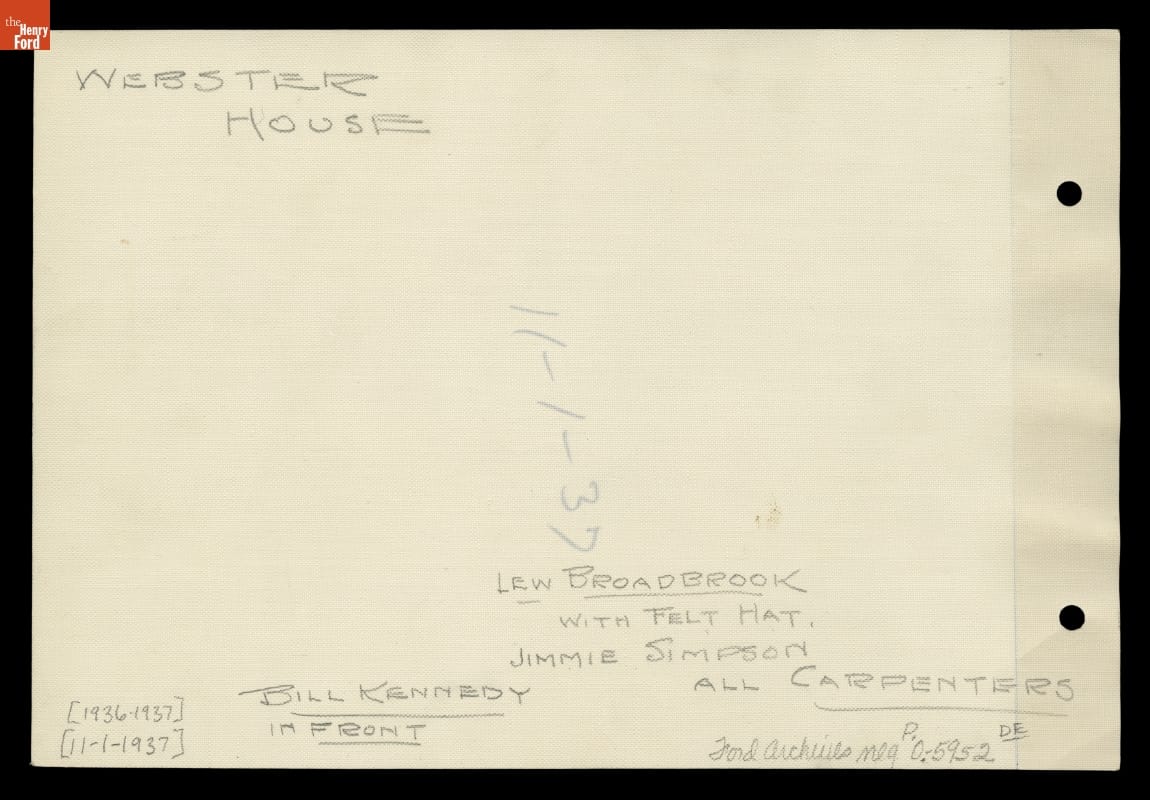 the
Henry
Ford
WEBSTER
HOUSE
11-1-37
LEW BROADBROOK
WITH FELT HAT.
JIMMIE SIMPSON
ALL CARPENTERS
BILL KENNEDY
IN FRONT
[1936-1937]
[11-1-1937]
Ford Archives neg P.O.-5952 DE